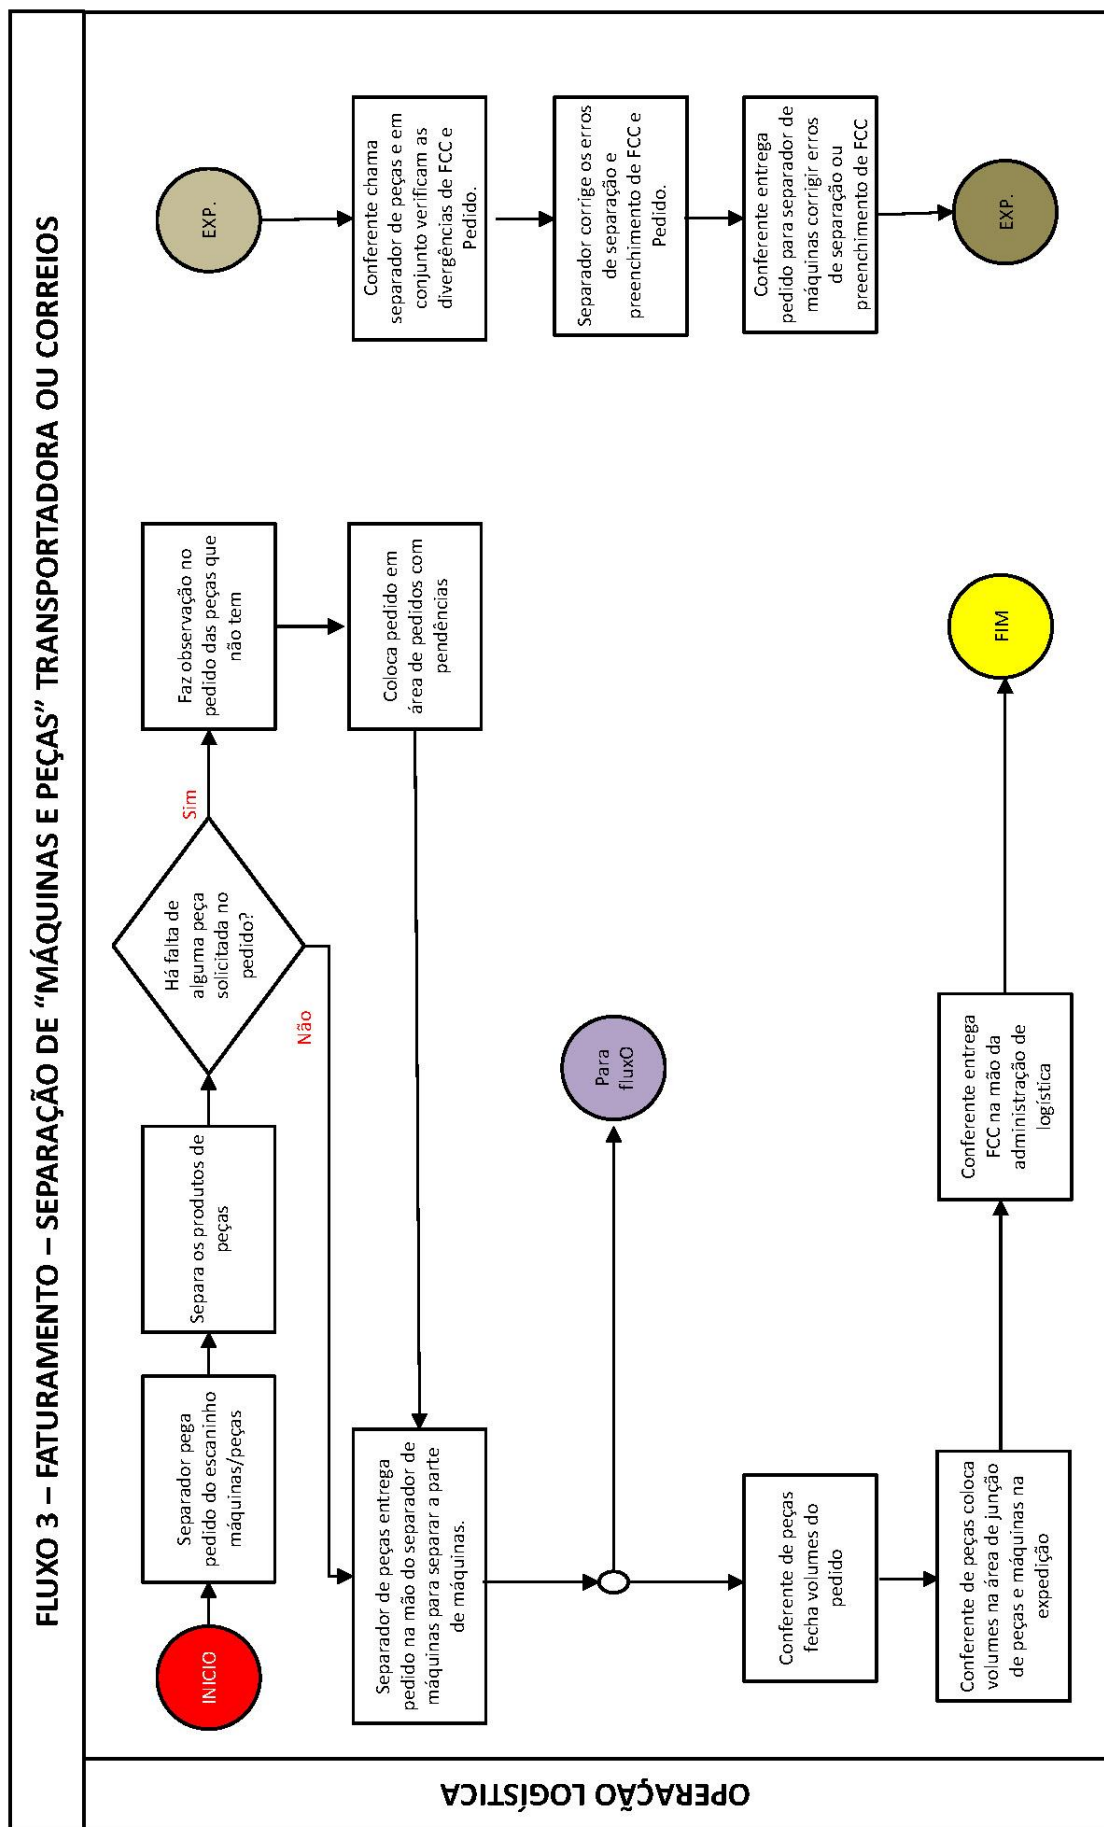 FLUXO 3 – FATURAMENTO – SEPARAÇÃO DE “MÁQUINAS E PEÇAS” TRANSPORTADORA OU CORREIOS
OPERAÇÃO LOGÍSTICA
INICIO
Separador pega
pedido do escaninho
máquinas/peças
Separa os produtos de
peças
Há falta de
alguma peça
solicitada no
pedido?
Sim
Não
Faz observação no
pedido das peças que
não tem
Coloca pedido em
área de pedidos com
pendências
Separador de peças entrega
pedido na mão do separador de
máquinas para separar a parte
de máquinas.
Para
fluxO
Conferente de peças
fecha volumes do
pedido
Conferente de peças coloca
volumes na área de junção
de peças e máquinas na
expedição
Conferente entrega
FCC na mão da
administração de
logística
FIM
EXP.
Conferente chama
separador de peças e em
conjunto verificam as
divergências de FCC e
Pedido.
Separador corrige os erros
de separação e
preenchimento de FCC e
Pedido.
Conferente entrega
pedido para separador de
máquinas corrigir erros
de separação ou
preenchimento de FCC
EXP.